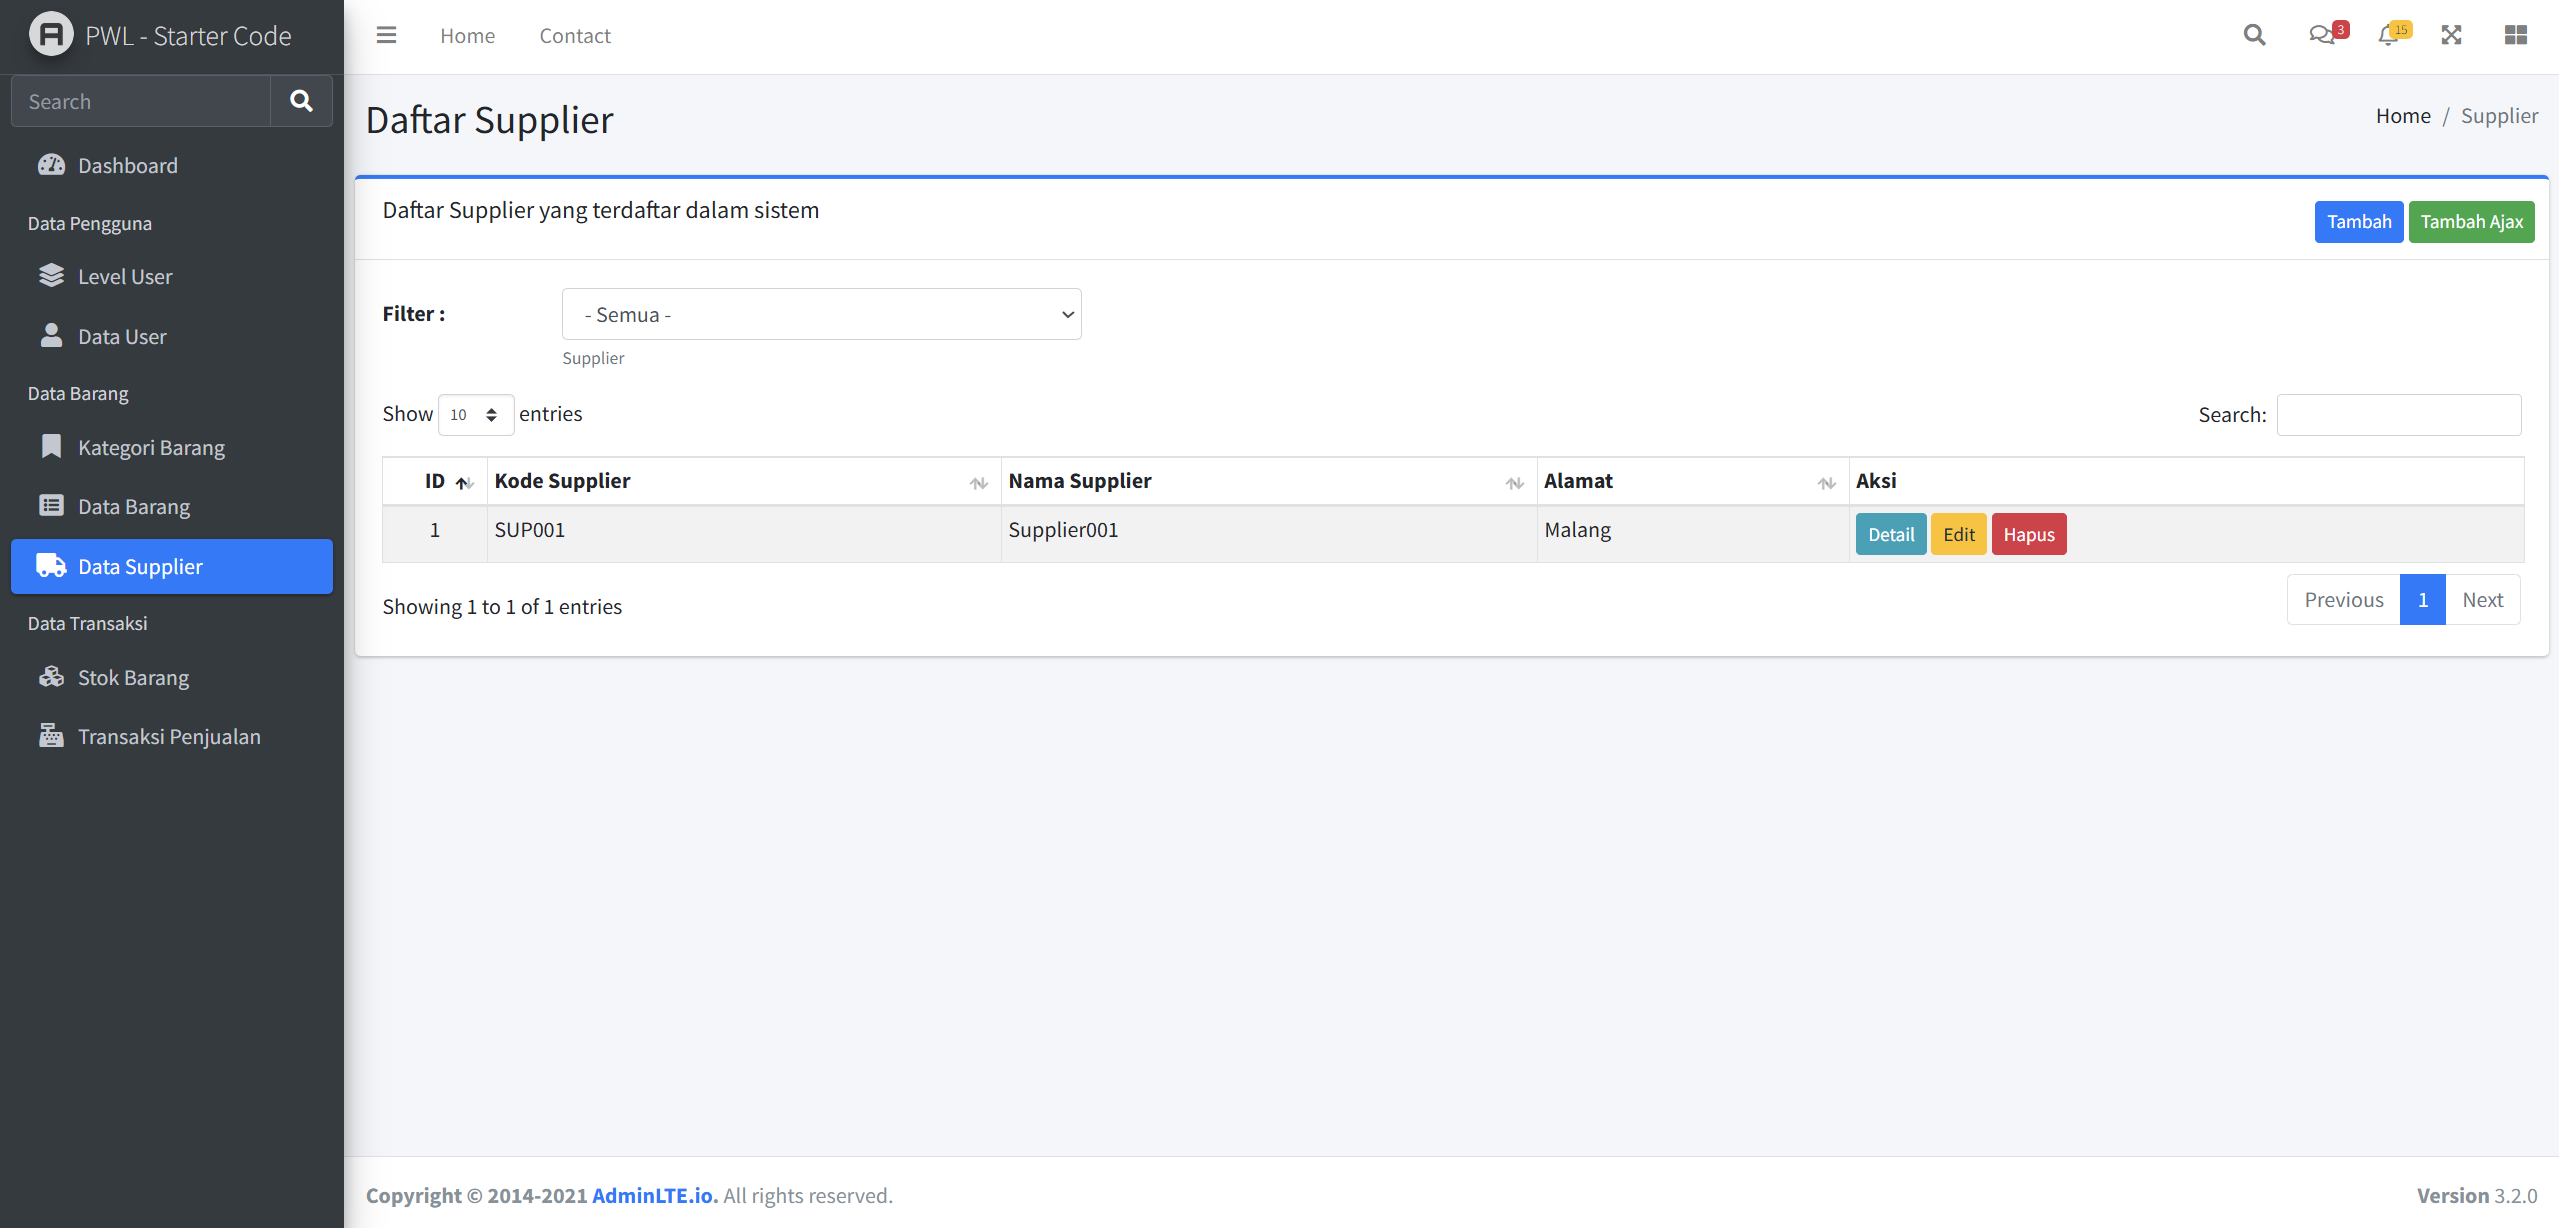 PWL - Starter Code
Home
Contact
3
15
Search
Dashboard
Data Pengguna
Level User
Data User
Data Barang
Kategori Barang
Data Barang
Data Supplier
Data Transaksi
Stok Barang
Transaksi Penjualan
Daftar Supplier
Home / Supplier
Daftar Supplier yang terdaftar dalam sistem
Tambah
Tambah Ajax
Filter :
- Semua -
Supplier
Show 10 entries
Search:
ID Kode Supplier Nama Supplier Alamat Aksi
1 SUP001 Supplier001 Malang Detail Edit Hapus
Showing 1 to 1 of 1 entries
Previous 1 Next
Copyright © 2014-2021 AdminLTE.io. All rights reserved.
Version 3.2.0